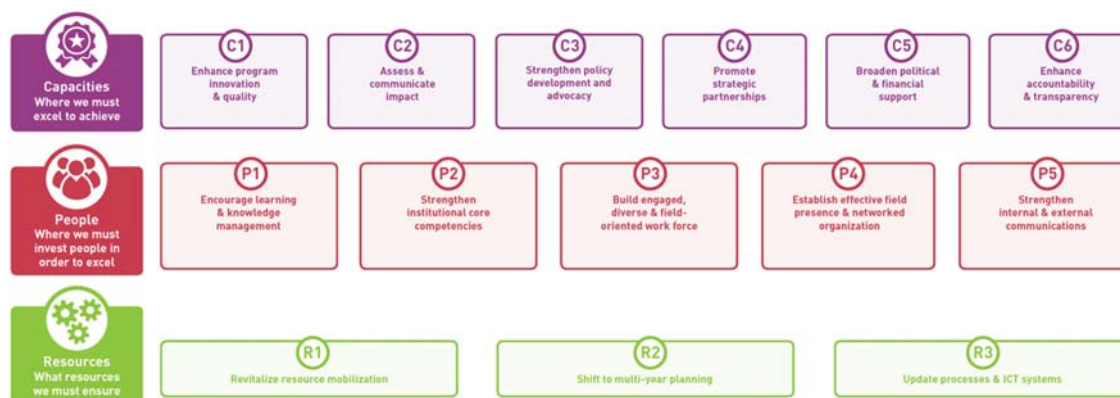 Capacities
Where we must
excel to achieve
C1
Enhance program
innovation
& quality
C2
Assess &
communicate
impact
C3
Strengthen policy
development and
advocacy
C4
Promote
strategic
partnerships
C5
Broaden political
& financial
support
C6
Enhance
accountability
& transparency
People
Where we must
invest people in
order to excel
P1
Encourage learning
& knowledge
management
P2
Strengthen
institutional core
competencies
P3
Build engaged,
diverse & field-
oriented work force
P4
Establish effective field
presence & networked
organization
P5
Strengthen
internal & external
communications
Resources
What resources
we must ensure
R1
Revitalize resource mobilization
R2
Shift to multi-year planning
R3
Update processes & ICT systems